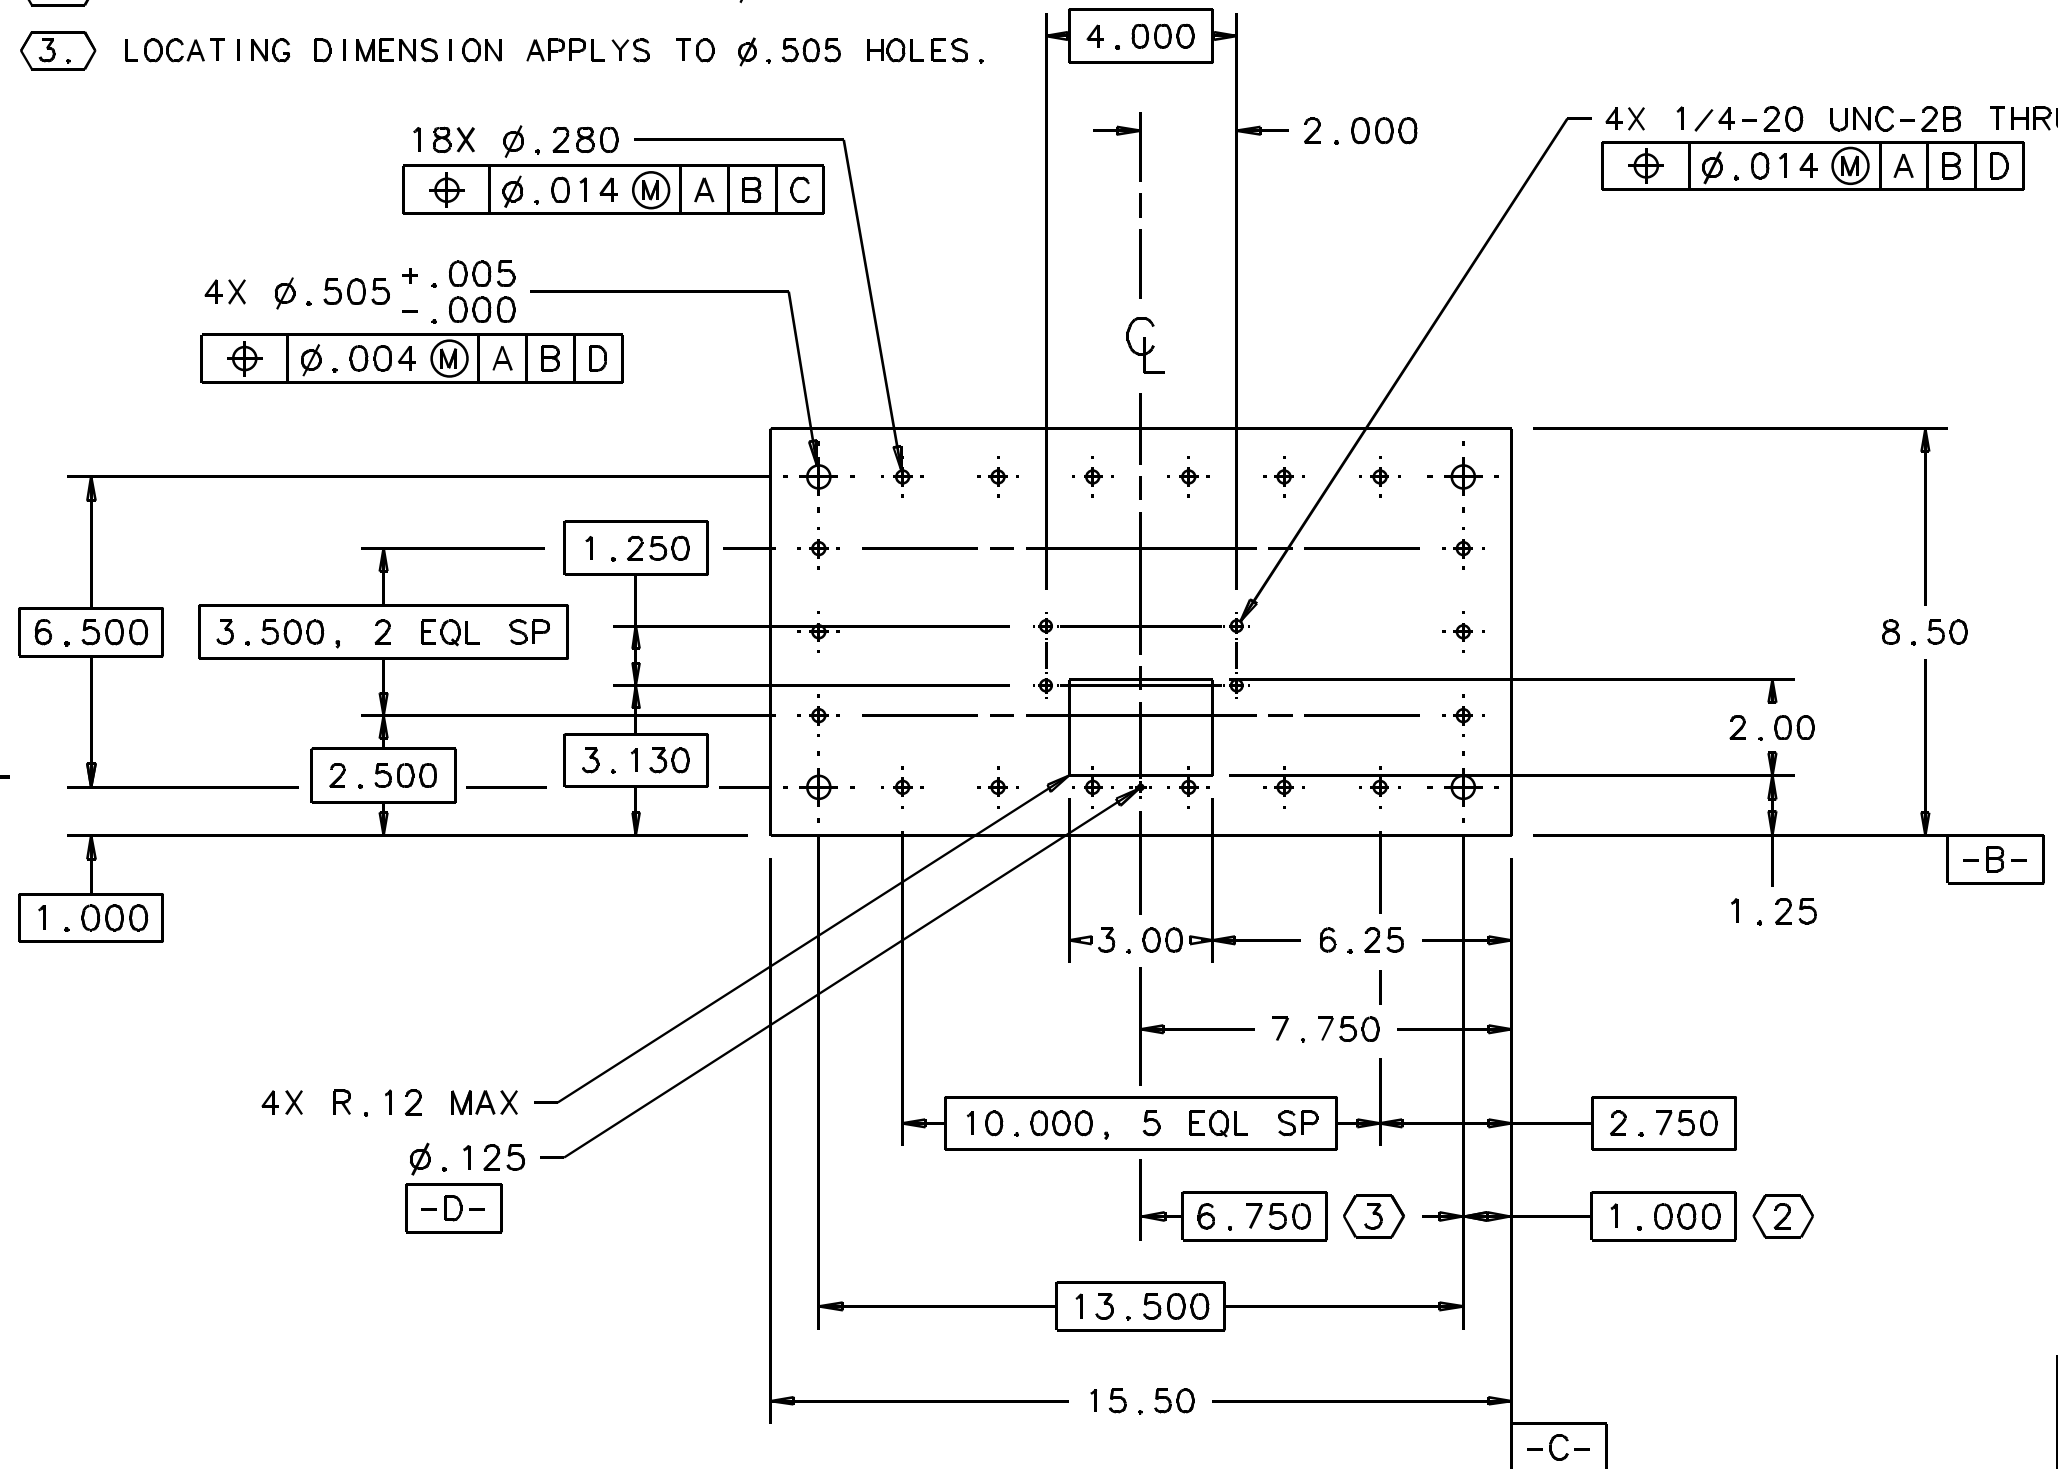 3. LOCATING DIMENSION APPLYS TO ⌀.505 HOLES.
4.000
2.000
4X 1/4-20 UNC-2B THRU
⌖ ⌀.014 Ⓜ A B D
18X ⌀.280
⌖ ⌀.014 Ⓜ A B C
4X ⌀.505 +.005
-.000
⌖ ⌀.004 Ⓜ A B D
℄
1.250
6.500
3.500, 2 EQL SP
8.50
2.00
3.130
2.500
-B-
1.000
1.25
3.00
6.25
7.750
4X R.12 MAX
10.000, 5 EQL SP
2.750
⌀.125
-D-
6.750 3
1.000 2
13.500
15.50
-C-